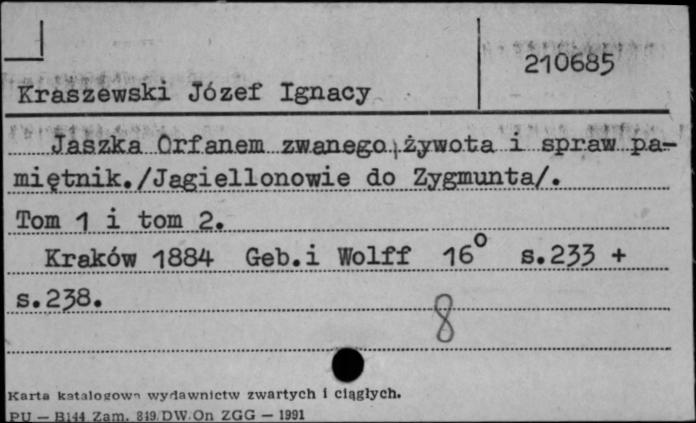 210685
Kraszewski Józef Ignacy
Jaszka Orfanem zwanego żywota i spraw pa-
miętnik./Jagiellonowie do Zygmunta/.
Tom 1 i tom 2.
Kraków 1884 Geb.i Wolff 16° s.233 +
s.238.
8
Karta katalogowa wydawnictw zwartych i ciągłych.
PU — B144 Zam. 849/DW/On ZGG — 1991